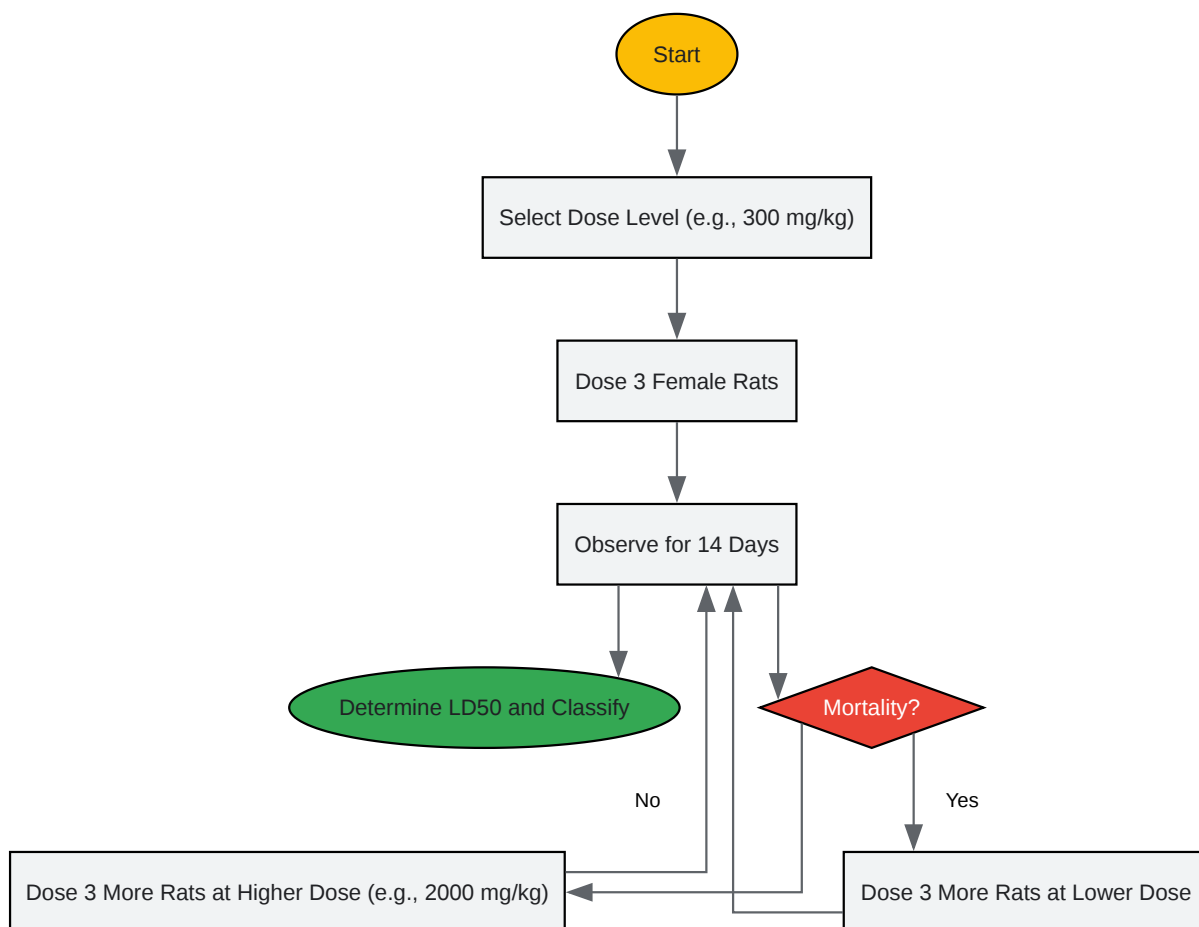 Start
Select Dose Level (e.g., 300 mg/kg)
Dose 3 Female Rats
Observe for 14 Days
Determine LD50 and Classify
Mortality?
No
Yes
Dose 3 More Rats at Higher Dose (e.g., 2000 mg/kg)
Dose 3 More Rats at Lower Dose